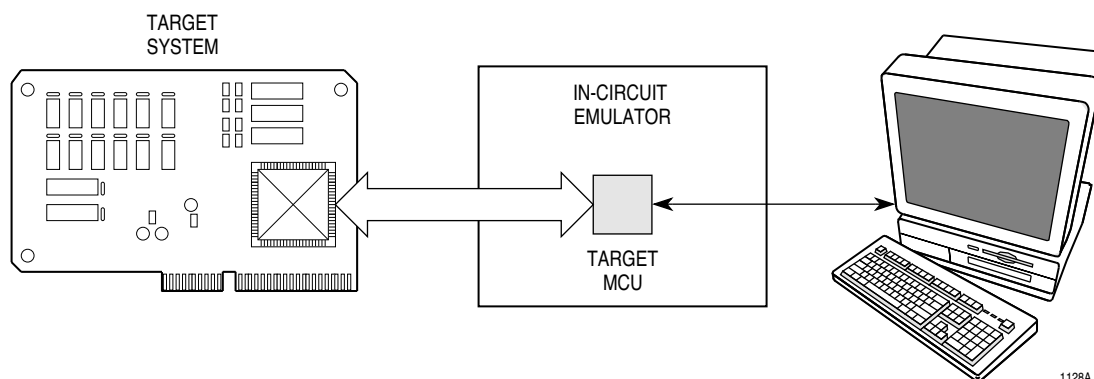 TARGET
SYSTEM
IN-CIRCUIT
EMULATOR
TARGET
MCU
1128A